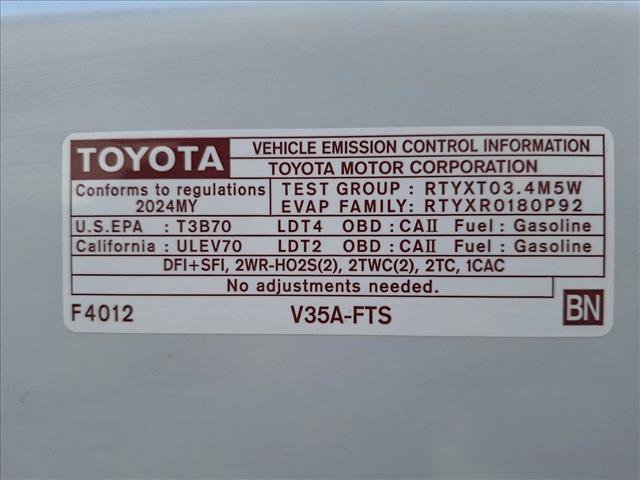 TOYOTA VEHICLE EMISSION CONTROL INFORMATION
TOYOTA MOTOR CORPORATION
Conforms to regulations TEST GROUP : RTYXT03.4M5W
2024MY EVAP FAMILY: RTYXR0180P92
U.S.EPA : T3B70 LDT4 OBD : CAII Fuel : Gasoline
California : ULEV70 LDT2 OBD : CAII Fuel : Gasoline
DFI+SFI, 2WR-HO2S(2), 2TWC(2), 2TC, 1CAC
No adjustments needed.
F4012 V35A-FTS BN